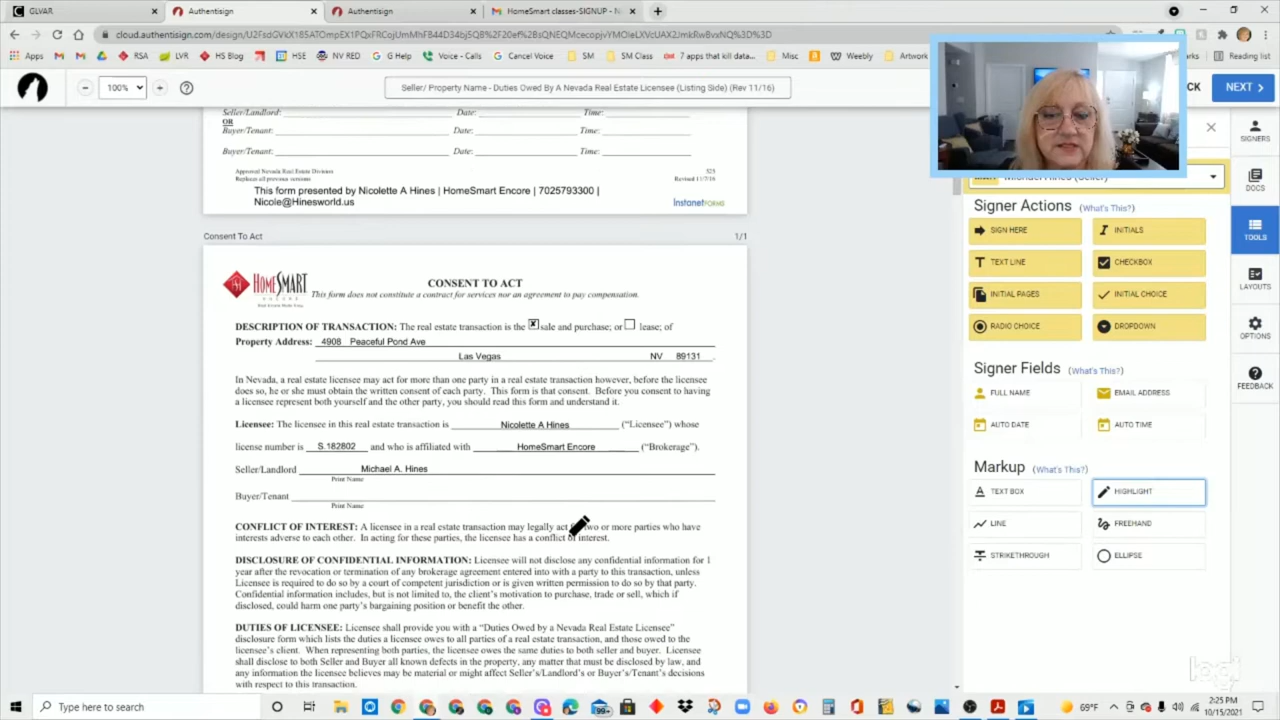 GLVAR
Authentisign
Authentisign
HomeSmart classes-SIGNUP - N
Apps
M
RSA
HS Blog
LVR
HSE
NV RED
G Help
Voice - Calls
SM
Cancel Voice
SM
CSM
7 apps that kill data...
Misc
Weebly
Artwork
Reading list
100%
Seller/ Property Name - Duties Owed By A Nevada Real Estate Licensee (Listing Side) (Rev 11/16)
CK
NEXT
Seller/Landlord: Date: Time:
OR
Buyer/Tenant: Date: Time:
Buyer/Tenant: Date: Time:
Approved Nevada Real Estate Division
Replaces all previous versions
525
Revised 11/7/16
This form presented by Nicolette A Hines | HomeSmart Encore | 7025793300 |
Nicole@Hinesworld.us
InstanetFORMS
Consent To Act 1/1
HOMESMART
ENCORE
CONSENT TO ACT
This form does not constitute a contract for services nor an agreement to pay compensation.
DESCRIPTION OF TRANSACTION: The real estate transaction is the x sale and purchase; or lease; of
Property Address: 4908 Peaceful Pond Ave
Las Vegas NV 89131 .
In Nevada, a real estate licensee may act for more than one party in a real estate transaction however, before the licensee
does so, he or she must obtain the written consent of each party. This form is that consent. Before you consent to having
a licensee represent both yourself and the other party, you should read this form and understand it.
Licensee: The licensee in this real estate transaction is Nicolette A Hines ("Licensee") whose
license number is S.182802 and who is affiliated with HomeSmart Encore ("Brokerage").
Seller/Landlord Michael A. Hines
Print Name
Buyer/Tenant
Print Name
CONFLICT OF INTEREST: A licensee in a real estate transaction may legally act two or more parties who have
interests adverse to each other. In acting for these parties, the licensee has a conflict of interest.
DISCLOSURE OF CONFIDENTIAL INFORMATION: Licensee will not disclose any confidential information for 1
year after the revocation or termination of any brokerage agreement entered into with a party to this transaction, unless
Licensee is required to do so by a court of competent jurisdiction or is given written permission to do so by that party.
Confidential information includes, but is not limited to, the client's motivation to purchase, trade or sell, which if
disclosed, could harm one party's bargaining position or benefit the other.
DUTIES OF LICENSEE: Licensee shall provide you with a "Duties Owed by a Nevada Real Estate Licensee"
disclosure form which lists the duties a licensee owes to all parties of a real estate transaction, and those owed to the
licensee's client. When representing both parties, the licensee owes the same duties to both seller and buyer. Licensee
shall disclose to both Seller and Buyer all known defects in the property, any matter that must be disclosed by law, and
any information the licensee believes may be material or might affect Seller's/Landlord's or Buyer's/Tenant's decisions
with respect to this transaction.
Michael Hines (Seller)
Signer Actions (What's This?)
SIGN HERE
INITIALS
TEXT LINE
CHECKBOX
INITIAL PAGES
INITIAL CHOICE
RADIO CHOICE
DROPDOWN
Signer Fields (What's This?)
FULL NAME
EMAIL ADDRESS
AUTO DATE
AUTO TIME
Markup (What's This?)
TEXT BOX
HIGHLIGHT
LINE
FREEHAND
STRIKETHROUGH
ELLIPSE
SIGNERS
DOCS
TOOLS
LAYOUTS
OPTIONS
FEEDBACK
logi
Type here to search
99+
69°F
2:25 PM
10/15/2021